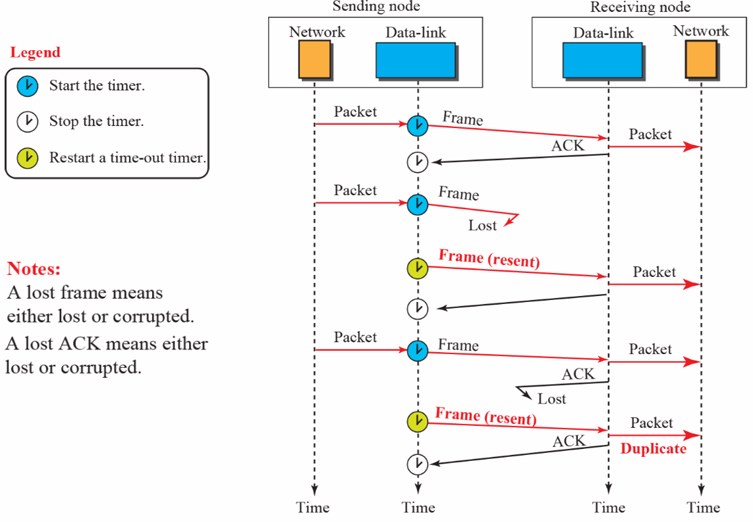 Sending node
Receiving node
Network
Data-link
Data-link
Network
Legend
Start the timer.
Stop the timer.
Restart a time-out timer.
Packet
Frame
Packet
ACK
Packet
Frame
Lost
Notes:
A lost frame means
either lost or corrupted.
A lost ACK means either
lost or corrupted.
Frame (resent)
Packet
Packet
Frame
Packet
ACK
Lost
Frame (resent)
Packet
ACK
Duplicate
Time
Time
Time
Time